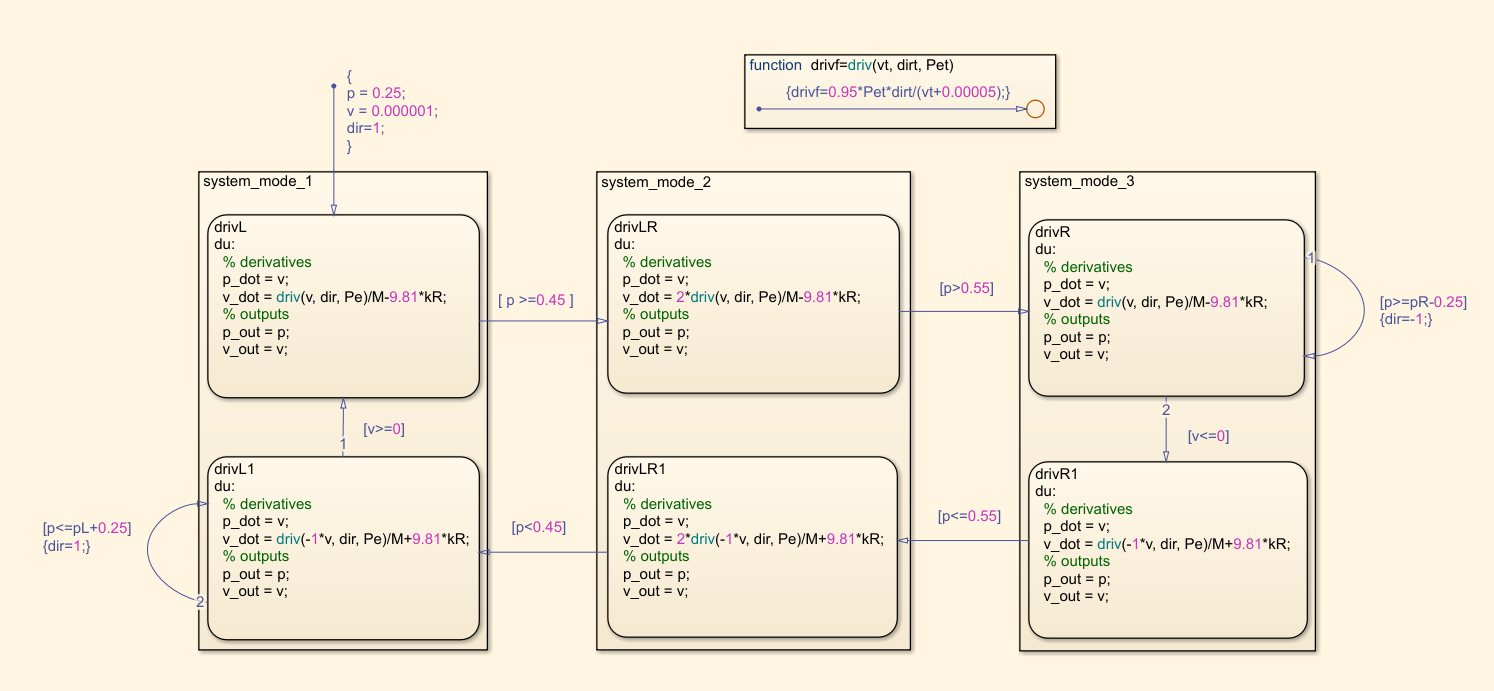 function drivf=driv(vt, dirt, Pet)
{drivf=0.95*Pet*dirt/(vt+0.00005);}
{
p = 0.25;
v = 0.000001;
dir=1;
}
system_mode_1
drivL
du:
% derivatives
p_dot = v;
v_dot = driv(v, dir, Pe)/M-9.81*kR;
% outputs
p_out = p;
v_out = v;
[ p >=0.45 ]
1
[v>=0]
drivL1
du:
% derivatives
p_dot = v;
v_dot = driv(-1*v, dir, Pe)/M+9.81*kR;
% outputs
p_out = p;
v_out = v;
[p<=pL+0.25]
{dir=1;}
2
system_mode_2
drivLR
du:
% derivatives
p_dot = v;
v_dot = 2*driv(v, dir, Pe)/M-9.81*kR;
% outputs
p_out = p;
v_out = v;
[p>0.55]
drivLR1
du:
% derivatives
p_dot = v;
v_dot = 2*driv(-1*v, dir, Pe)/M+9.81*kR;
% outputs
p_out = p;
v_out = v;
[p<0.45]
system_mode_3
drivR
du:
% derivatives
p_dot = v;
v_dot = driv(v, dir, Pe)/M-9.81*kR;
% outputs
p_out = p;
v_out = v;
1
[p>=pR-0.25]
{dir=-1;}
2
[v<=0]
drivR1
du:
% derivatives
p_dot = v;
v_dot = driv(-1*v, dir, Pe)/M+9.81*kR;
% outputs
p_out = p;
v_out = v;
[p<=0.55]